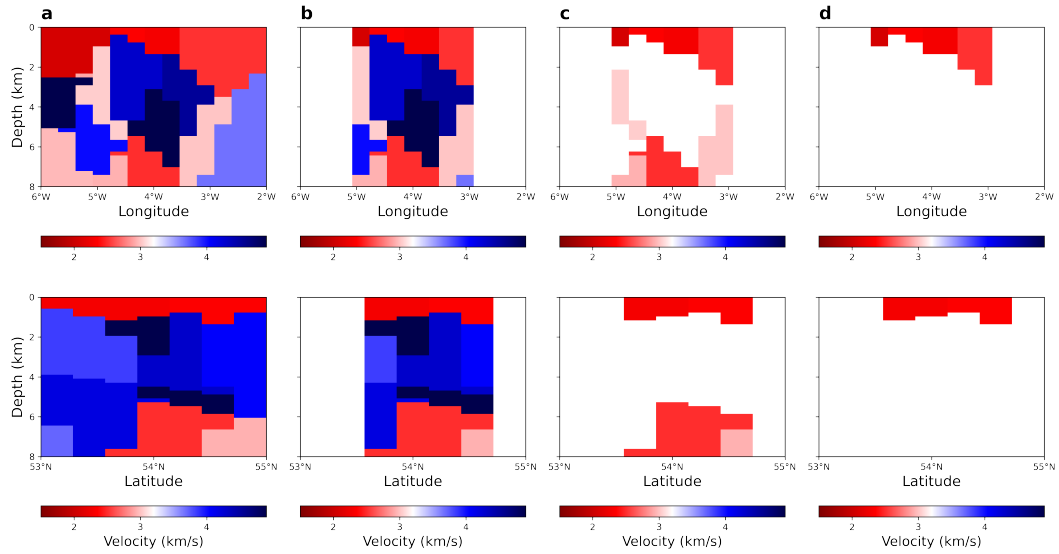 a b c d
0
2
4
6
8
Depth (km)
6°W 5°W 4°W 3°W 2°W
6°W 5°W 4°W 3°W 2°W
6°W 5°W 4°W 3°W 2°W
6°W 5°W 4°W 3°W 2°W
Longitude Longitude Longitude Longitude
2 3 4
2 3 4
2 3 4
2 3 4
0
2
4
6
8
Depth (km)
53°N 54°N 55°N
53°N 54°N 55°N
53°N 54°N 55°N
53°N 54°N 55°N
Latitude Latitude Latitude Latitude
2 3 4
2 3 4
2 3 4
2 3 4
Velocity (km/s) Velocity (km/s) Velocity (km/s) Velocity (km/s)